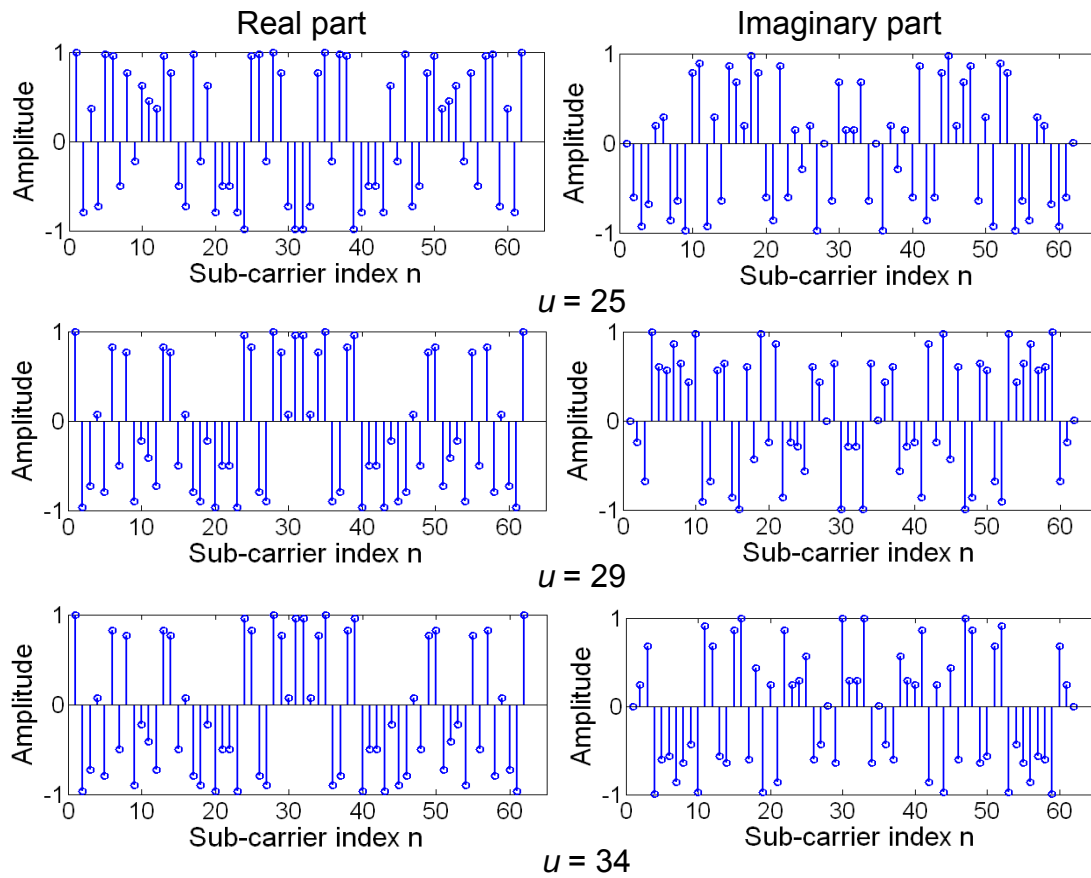 Real part
Imaginary part
Amplitude
1
0
-1
0 10 20 30 40 50 60
Sub-carrier index n
Amplitude
1
0
-1
0 10 20 30 40 50 60
Sub-carrier index n
u = 25
Amplitude
1
0
-1
0 10 20 30 40 50 60
Sub-carrier index n
Amplitude
1
0
-1
0 10 20 30 40 50 60
Sub-carrier index n
u = 29
Amplitude
1
0
-1
0 10 20 30 40 50 60
Sub-carrier index n
Amplitude
1
0
-1
0 10 20 30 40 50 60
Sub-carrier index n
u = 34